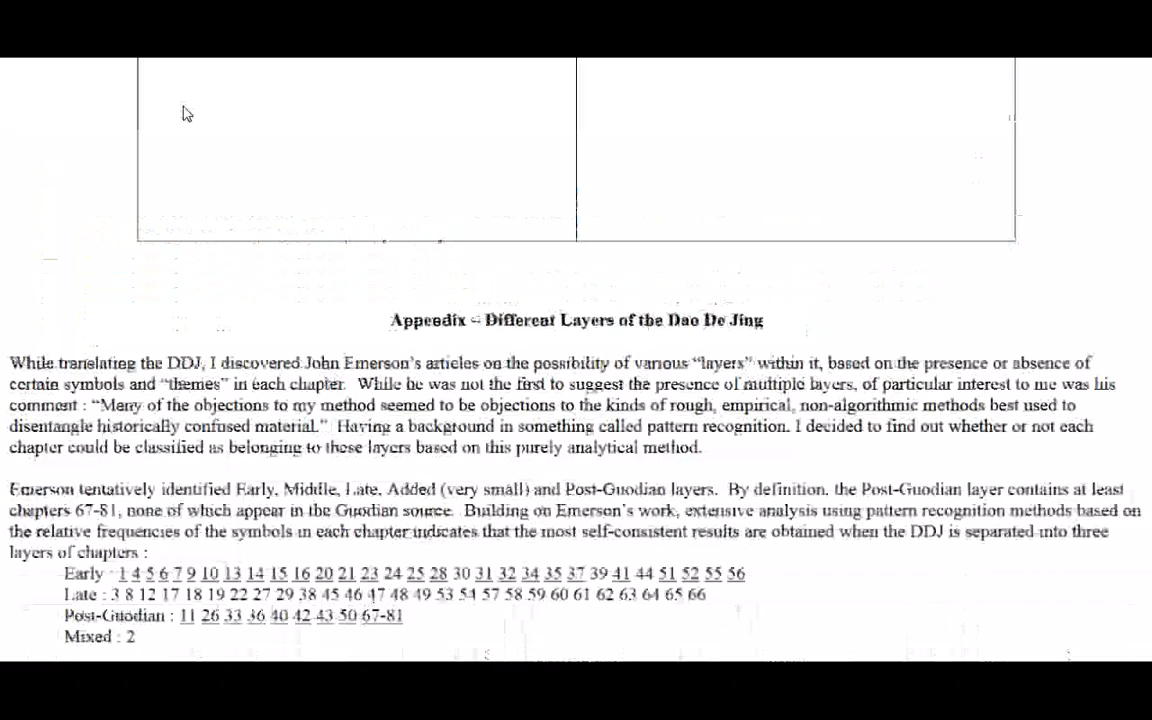 Appendix – Different Layers of the Dao De Jing
While translating the DDJ, I discovered John Emerson's articles on the possibility of various “layers” within it, based on the presence or absence of
certain symbols and “themes” in each chapter. While he was not the first to suggest the presence of multiple layers, of particular interest to me was his
comment : “Many of the objections to my method seemed to be objections to the kinds of rough, empirical, non-algorithmic methods best used to
disentangle historically confused material.” Having a background in something called pattern recognition, I decided to find out whether or not each
chapter could be classified as belonging to these layers based on this purely analytical method.
Emerson tentatively identified Early, Middle, Late, Added (very small) and Post-Guodian layers. By definition, the Post-Guodian layer contains at least
chapters 67-81, none of which appear in the Guodian source. Building on Emerson's work, extensive analysis using pattern recognition methods based on
the relative frequencies of the symbols in each chapter indicates that the most self-consistent results are obtained when the DDJ is separated into three
layers of chapters :
Early : 1 4 5 6 7 9 10 13 14 15 16 20 21 23 24 25 28 30 31 32 34 35 37 39 41 44 51 52 55 56
Late : 3 8 12 17 18 19 22 27 29 38 45 46 47 48 49 53 54 57 58 59 60 61 62 63 64 65 66
Post-Guodian : 11 26 33 36 40 42 43 50 67-81
Mixed : 2